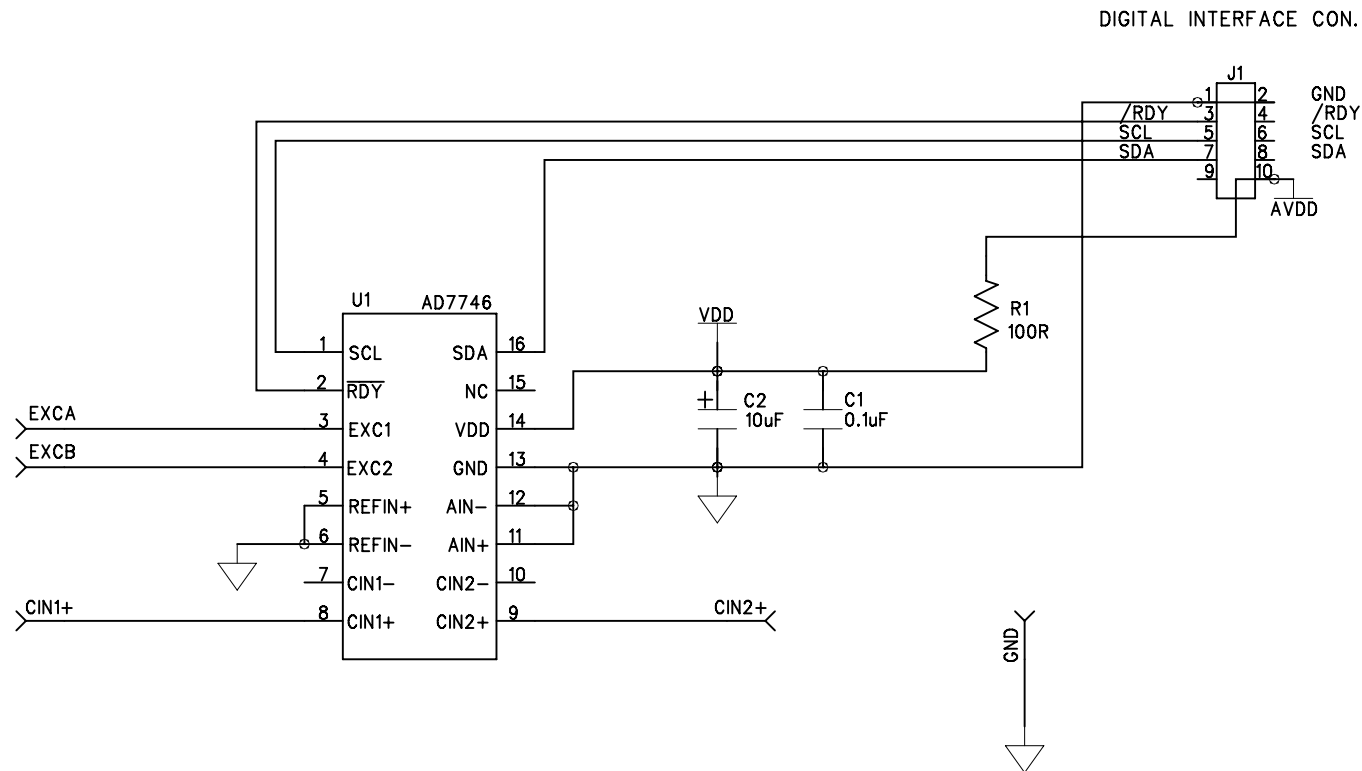 DIGITAL INTERFACE CON.
J1
1 2 GND
/RDY 3 4 /RDY
SCL 5 6 SCL
SDA 7 8 SDA
9 10
AVDD
U1 AD7746
VDD
R1
100R
1 SCL SDA 16
2 RDY NC 15
EXCA
3 EXC1 VDD 14
+ C2
10uF
C1
0.1uF
EXCB
4 EXC2 GND 13
5 REFIN+ AIN- 12
6 REFIN- AIN+ 11
7 CIN1- CIN2- 10
CIN1+
8 CIN1+ CIN2+ 9
CIN2+
GND